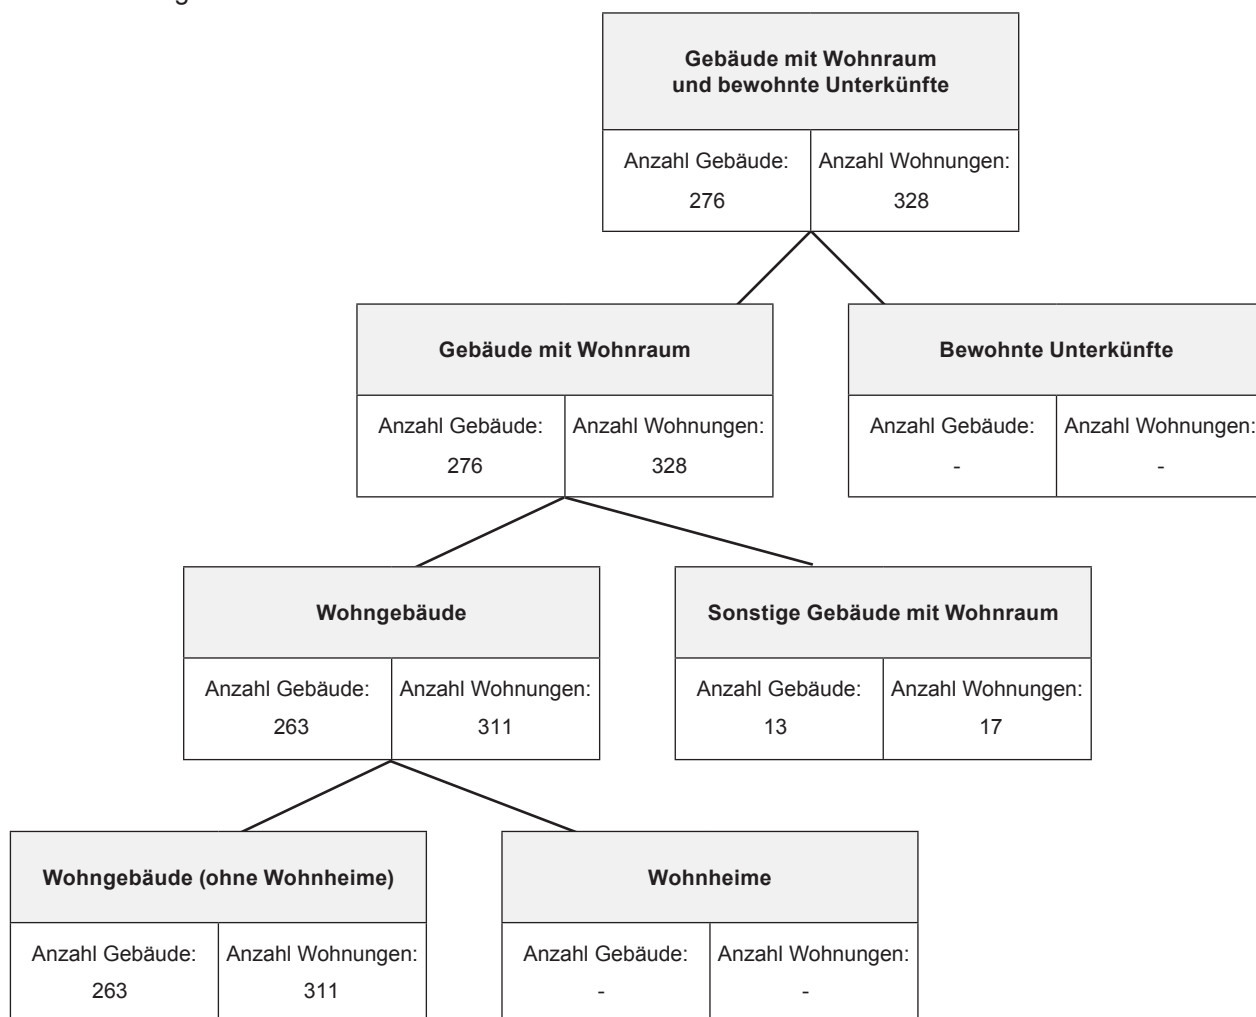 Gebäude mit Wohnraum
und bewohnte Unterkünfte
Anzahl Gebäude: Anzahl Wohnungen:
276 328
Gebäude mit Wohnraum
Anzahl Gebäude: Anzahl Wohnungen:
276 328
Bewohnte Unterkünfte
Anzahl Gebäude: Anzahl Wohnungen:
- -
Wohngebäude
Anzahl Gebäude: Anzahl Wohnungen:
263 311
Sonstige Gebäude mit Wohnraum
Anzahl Gebäude: Anzahl Wohnungen:
13 17
Wohngebäude (ohne Wohnheime)
Anzahl Gebäude: Anzahl Wohnungen:
263 311
Wohnheime
Anzahl Gebäude: Anzahl Wohnungen:
- -